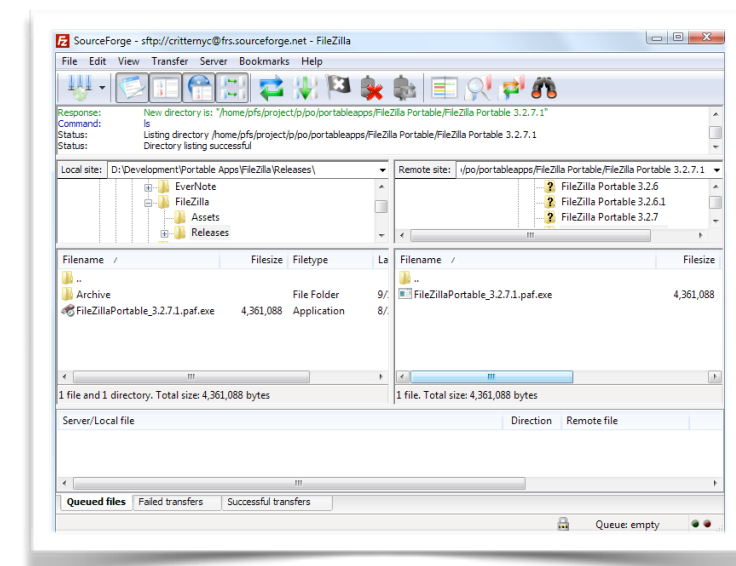 SourceForge - sftp://critternyc@frs.sourceforge.net - FileZilla
File Edit View Transfer Server Bookmarks Help
Response: New directory is: "/home/pfs/project/p/po/portableapps/FileZilla Portable/FileZilla Portable 3.2.7.1"
Command: ls
Status: Listing directory /home/pfs/project/p/po/portableapps/FileZilla Portable/FileZilla Portable 3.2.7.1
Status: Directory listing successful
Local site: D:\Development\Portable Apps\FileZilla\Releases\
EverNote
FileZilla
Assets
Releases
Remote site: /po/portableapps/FileZilla Portable/FileZilla Portable 3.2.7.1
FileZilla Portable 3.2.6
FileZilla Portable 3.2.6.1
FileZilla Portable 3.2.7
Filename / Filesize Filetype La
..
Archive File Folder 9/
FileZillaPortable_3.2.7.1.paf.exe 4,361,088 Application 8/
1 file and 1 directory. Total size: 4,361,088 bytes
Filename / Filesize
..
FileZillaPortable_3.2.7.1.paf.exe 4,361,088
1 file. Total size: 4,361,088 bytes
Server/Local file Direction Remote file
Queued files Failed transfers Successful transfers
Queue: empty